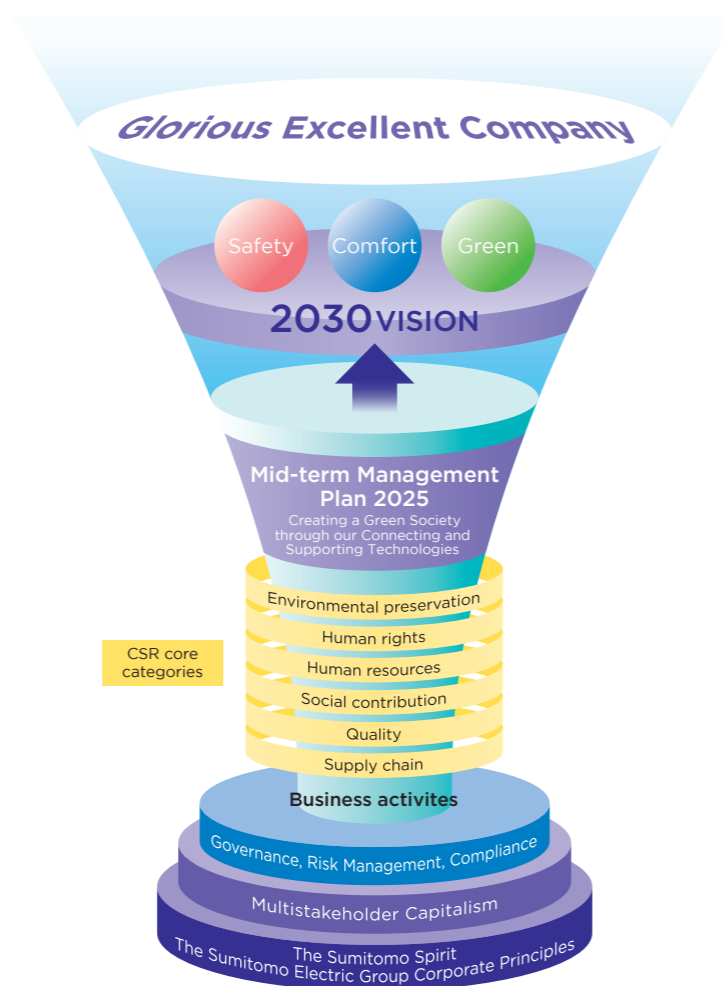 Glorious Excellent Company
Safety
Comfort
Green
2030 VISION
Mid-term Management
Plan 2025
Creating a Green Society
through our Connecting and
Supporting Technologies
Environmental preservation
Human rights
CSR core
categories
Human resources
Social contribution
Quality
Supply chain
Business activites
Governance, Risk Management, Compliance
Multistakeholder Capitalism
The Sumitomo Spirit
The Sumitomo Electric Group Corporate Principles